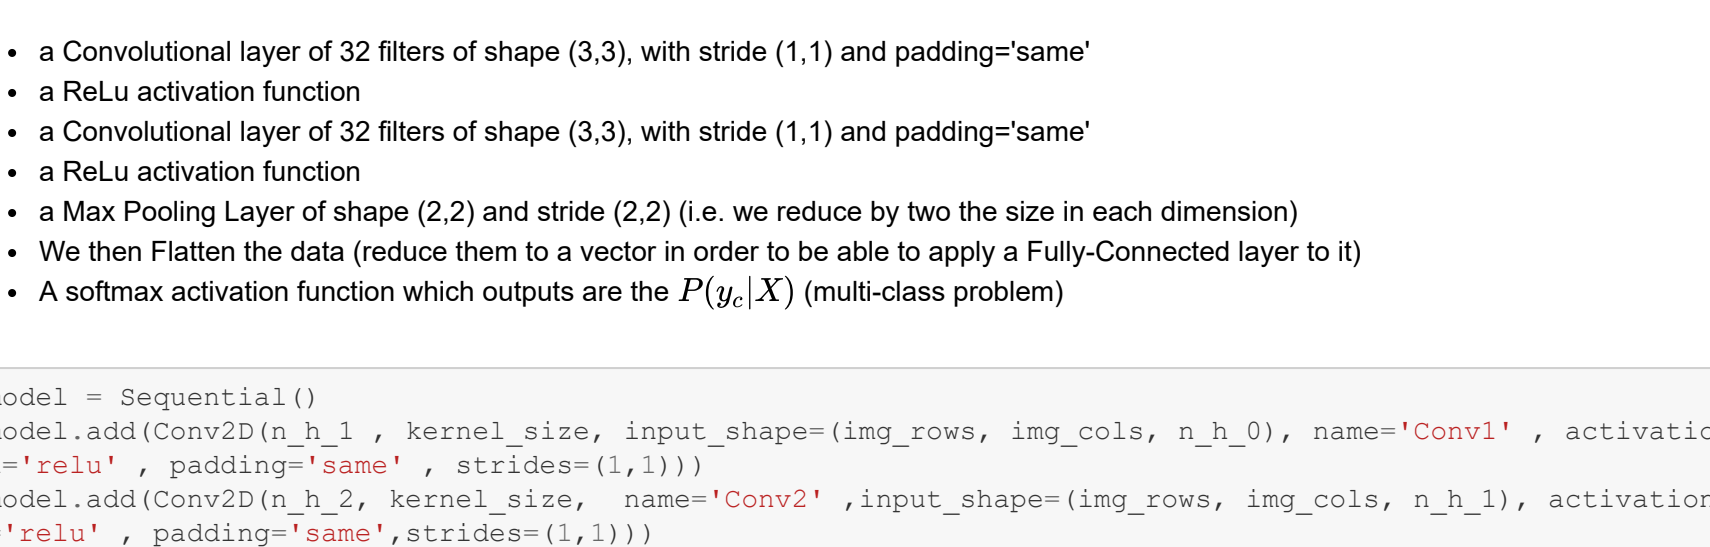 a Convolutional layer of 32 filters of shape (3,3), with stride (1,1) and padding='same'
a ReLu activation function
a Convolutional layer of 32 filters of shape (3,3), with stride (1,1) and padding='same'
a ReLu activation function
a Max Pooling Layer of shape (2,2) and stride (2,2) (i.e. we reduce by two the size in each dimension)
We then Flatten the data (reduce them to a vector in order to be able to apply a Fully-Connected layer to it)
A softmax activation function which outputs are the P(y_c|X) (multi-class problem)
odel = Sequential()
odel.add(Conv2D(n_h_1 , kernel_size, input_shape=(img_rows, img_cols, n_h_0), name='Conv1' , activatio
='relu' , padding='same' , strides=(1,1)))
odel.add(Conv2D(n_h_2, kernel_size,  name='Conv2' ,input_shape=(img_rows, img_cols, n_h_1), activation
='relu' , padding='same',strides=(1,1)))